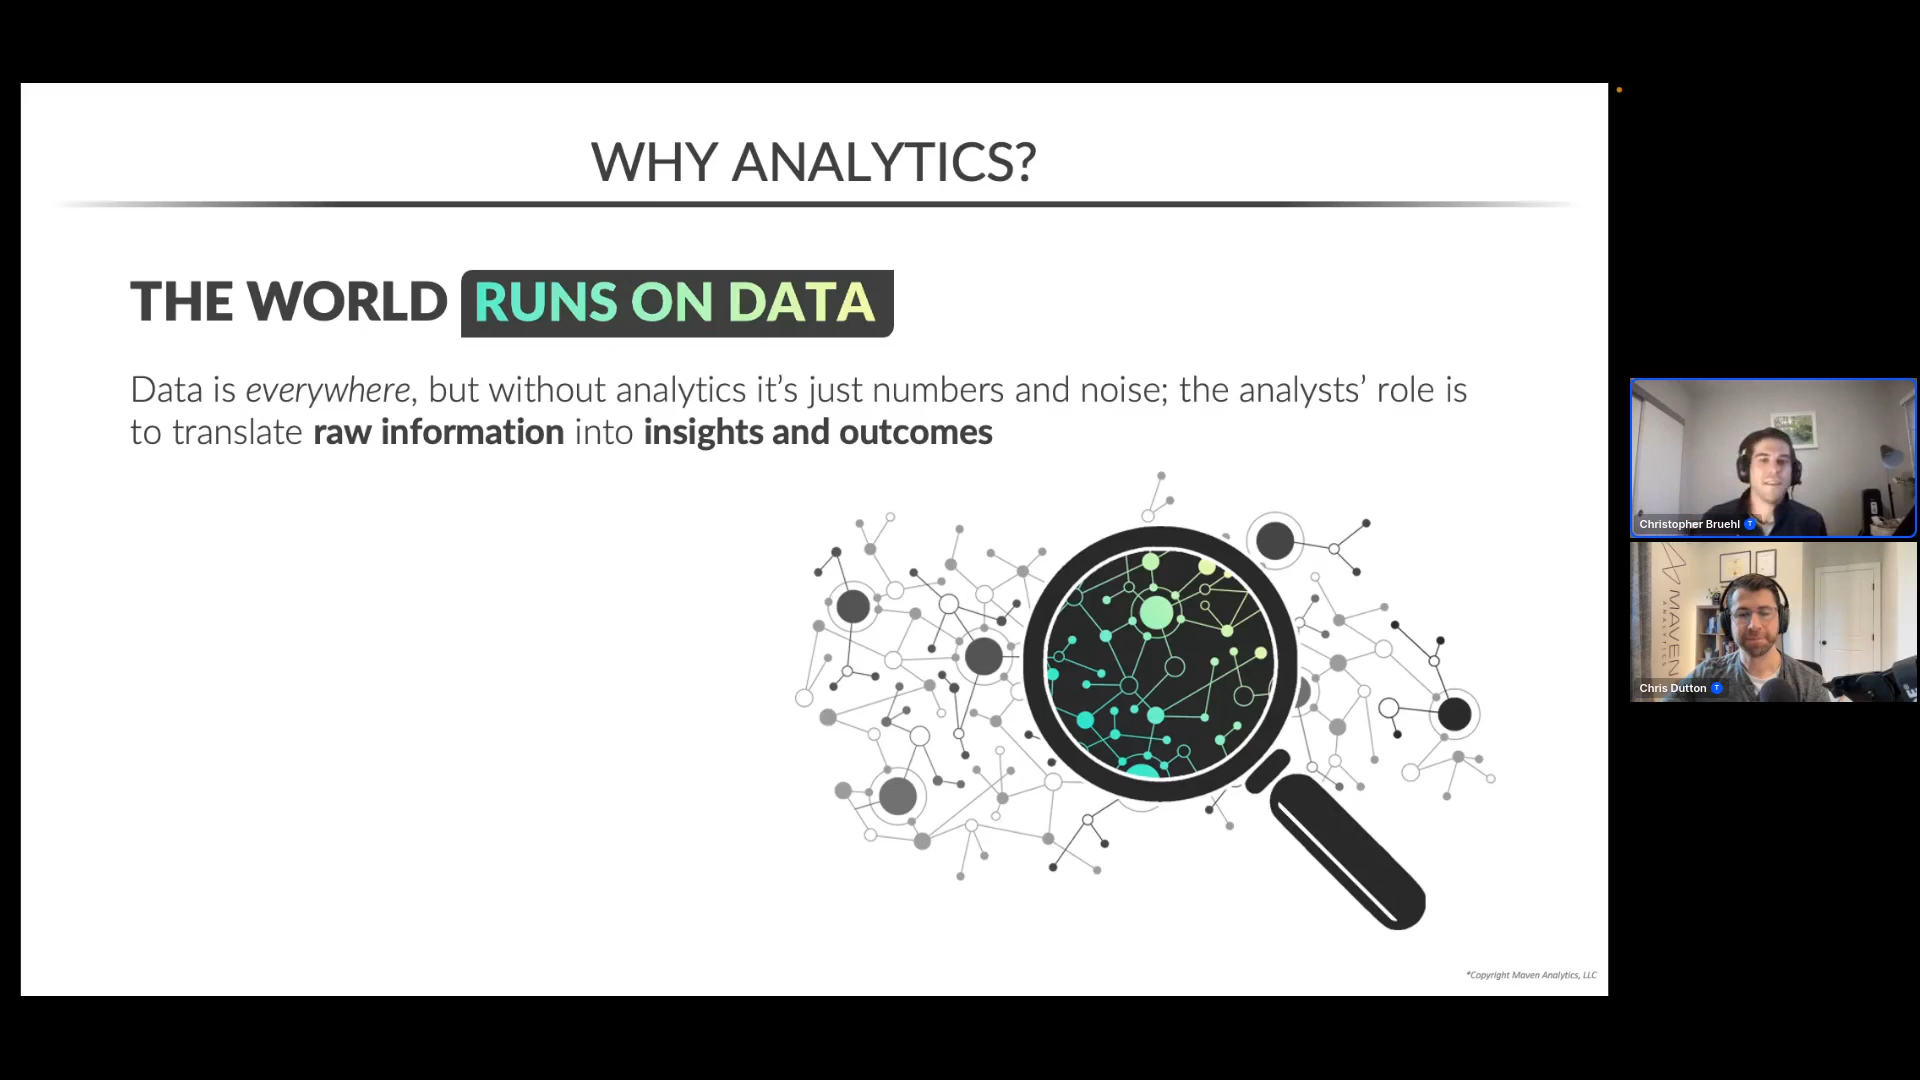 WHY ANALYTICS?
THE WORLD RUNS ON DATA
Data is everywhere, but without analytics it’s just numbers and noise; the analysts’ role is
to translate raw information into insights and outcomes
*Copyright Maven Analytics, LLC
Christopher Bruehl T
MAVEN
ANALYTICS
Chris Dutton T